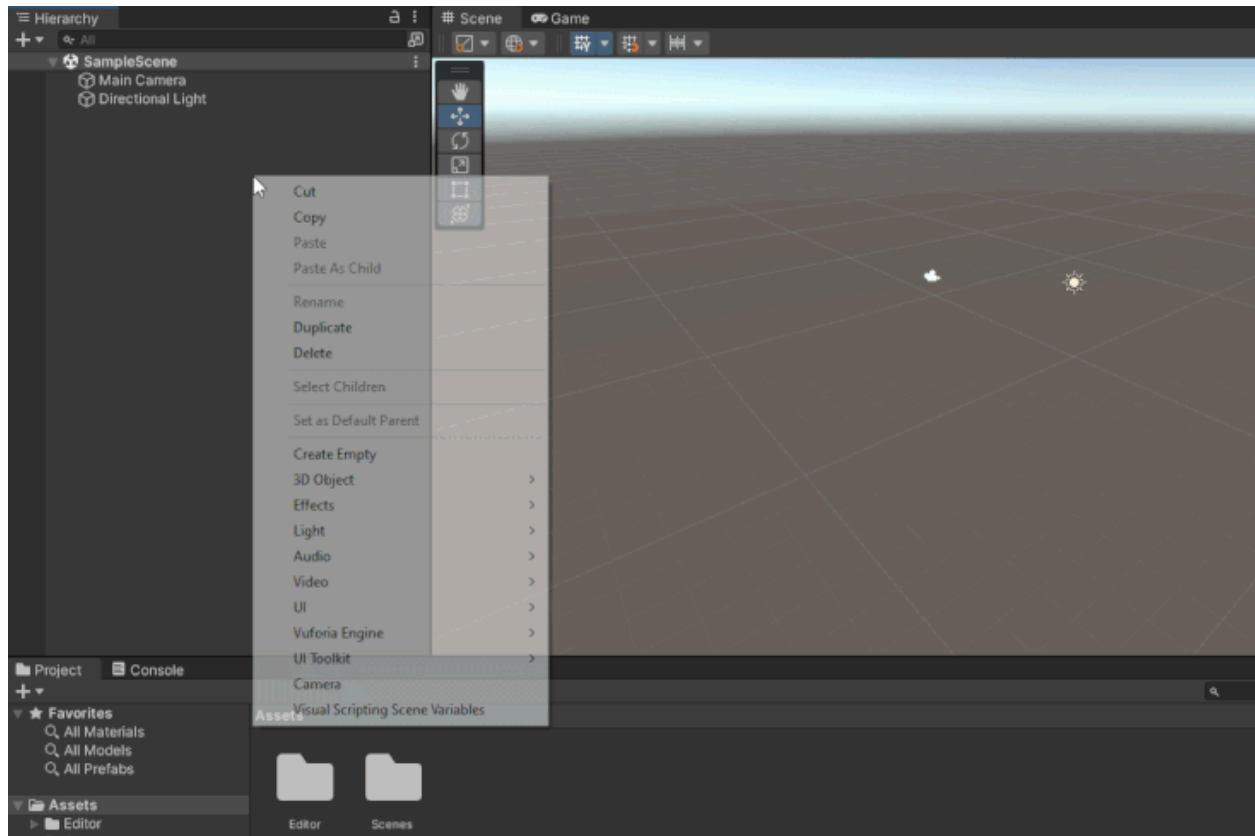 Hierarchy
Scene
Game
All
SampleScene
Main Camera
Directional Light
Cut
Copy
Paste
Paste As Child
Rename
Duplicate
Delete
Select Children
Set as Default Parent
Create Empty
3D Object
Effects
Light
Audio
Video
UI
Vuforia Engine
UI Toolkit
Camera
Visual Scripting Scene Variables
Project
Console
Favorites
All Materials
All Models
All Prefabs
Assets
Editor
Assets
Editor
Scenes